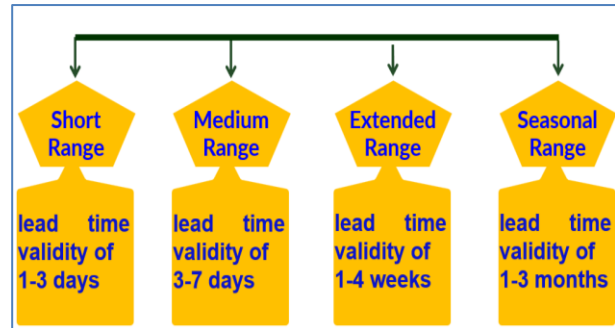 Short
Range
Medium
Range
Extended
Range
Seasonal
Range
lead time
validity of
1-3 days
lead time
validity of
3-7 days
lead time
validity of
1-4 weeks
lead time
validity of
1-3 months